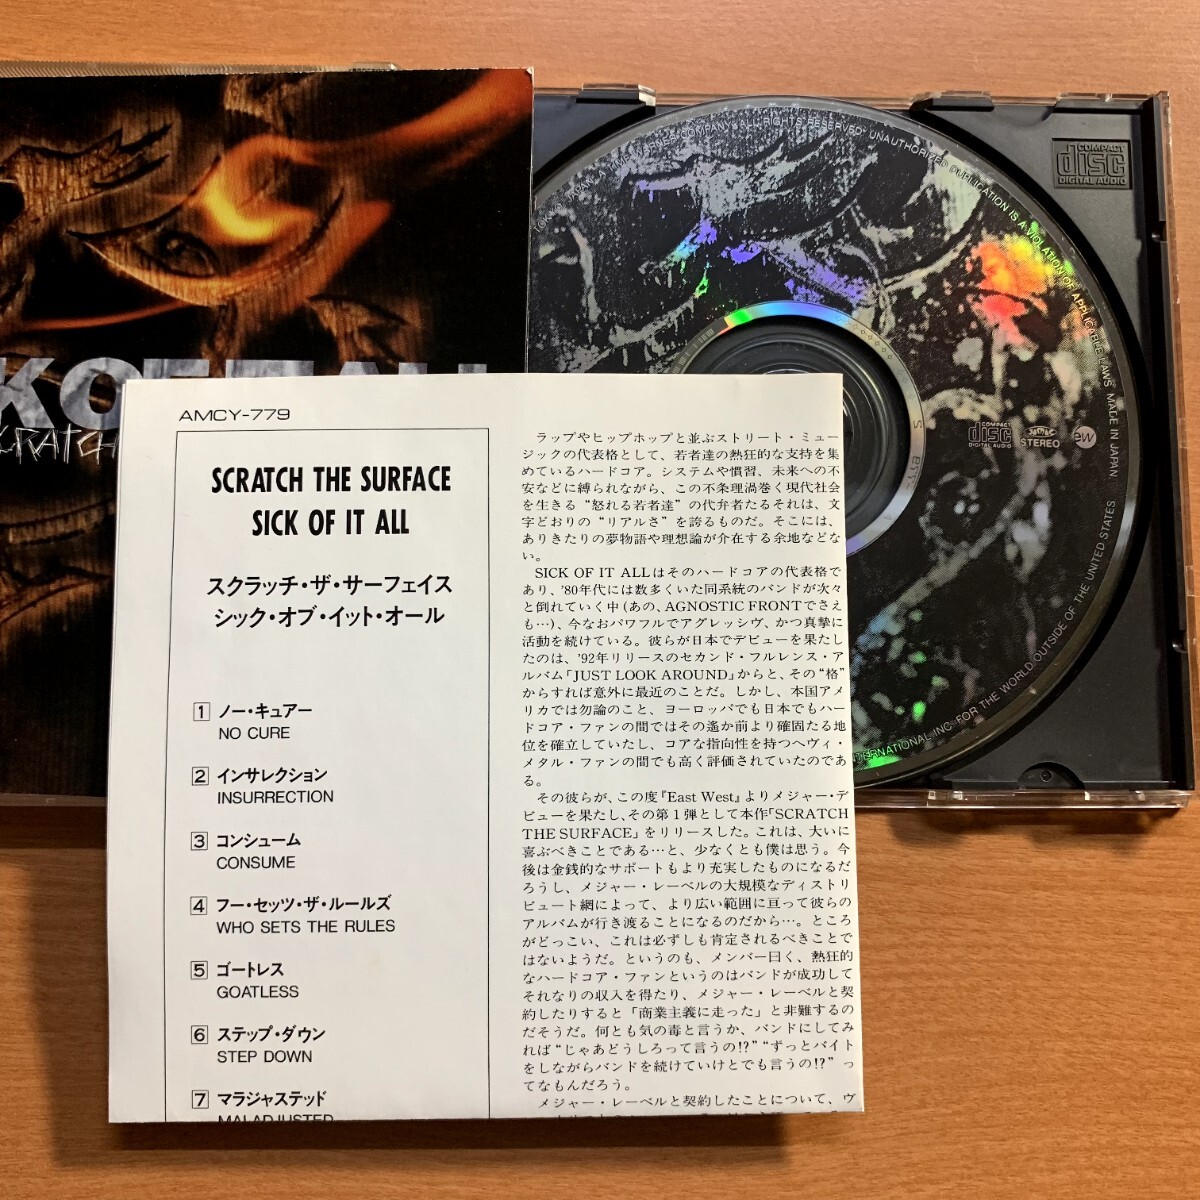 AMCY-779
SCRATCH THE SURFACE
SICK OF IT ALL
スクラッチ・ザ・サーフェイス
シック・オブ・イット・オール
1 ノー・キュアー
NO CURE
2 インサレクション
INSURRECTION
3 コンシューム
CONSUME
4 フー・セッツ・ザ・ルールズ
WHO SETS THE RULES
5 ゴートレス
GOATLESS
6 ステップ・ダウン
STEP DOWN
7 マラジャステッド
MALADJUSTED
ラップやヒップホップと並ぶストリート・ミュー
ジックの代表格として、若者達の熱狂的な支持を集
めているハードコア。システムや慣習、未来への不
安などに縛られながら、この不条理渦巻く現代社会
を生きる“怒れる若者達”の代弁者たるそれは、文
字どおりの“リアルさ”を誇るものだ。そこには、
ありきたりの夢物語や理想論が介在する余地などな
い。
SICK OF IT ALLはそのハードコアの代表格で
あり、'80年代には数多くいた同系統のバンドが次々
と倒れていく中(あの、AGNOSTIC FRONTでさえ
も…)、今なおパワフルでアグレッシヴ、かつ真摯に
活動を続けている。彼らが日本でデビューを果たし
たのは、'92年リリースのセカンド・フルレンス・ア
ルバム「JUST LOOK AROUND」からと、その“格”
からすれば意外に最近のことだ。しかし、本国アメ
リカでは勿論のこと、ヨーロッパでも日本でもハー
ドコア・ファンの間ではその遙か前より確固たる地
位を確立していたし、コアな指向性を持つヘヴィ・
メタル・ファンの間でも高く評価されていたのであ
る。
その彼らが、この度『East West』よりメジャー・デ
ビューを果たし、その第1弾として本作「SCRATCH
THE SURFACE」をリリースした。これは、大いに
喜ぶべきことである…と、少なくとも僕は思う。今
後は金銭的なサポートもより充実したものになるだ
ろうし、メジャー・レーベルの大規模なディストリ
ビュート網によって、より広い範囲に亘って彼らの
アルバムが行き渡ることになるのだから…。ところ
がどっこい、これは必ずしも肯定されるべきことで
はないようだ。というのも、メンバー曰く、熱狂的
なハードコア・ファンというのはバンドが成功して
それなりの収入を得たり、メジャー・レーベルと契
約したりすると「商業主義に走った」と非難するの
だそうだ。何とも気の毒と言うか、バンドにしてみ
れば“じゃあどうしろって言うの!?”“ずっとバイト
をしながらバンドを続けていけとでも言うの!?”っ
てなもんだろう。
メジャー・レーベルと契約したことについて、ヴ
COMPACT
disc
DIGITAL AUDIO
COMPACT
disc
DIGITAL AUDIO
STEREO
ew
ALL RIGHTS RESERVED. UNAUTHORIZED DUPLICATION IS A VIOLATION OF APPLICABLE LAWS MADE IN JAPAN.
INTERNATIONAL INC. FOR THE WORLD OUTSIDE OF THE UNITED STATES